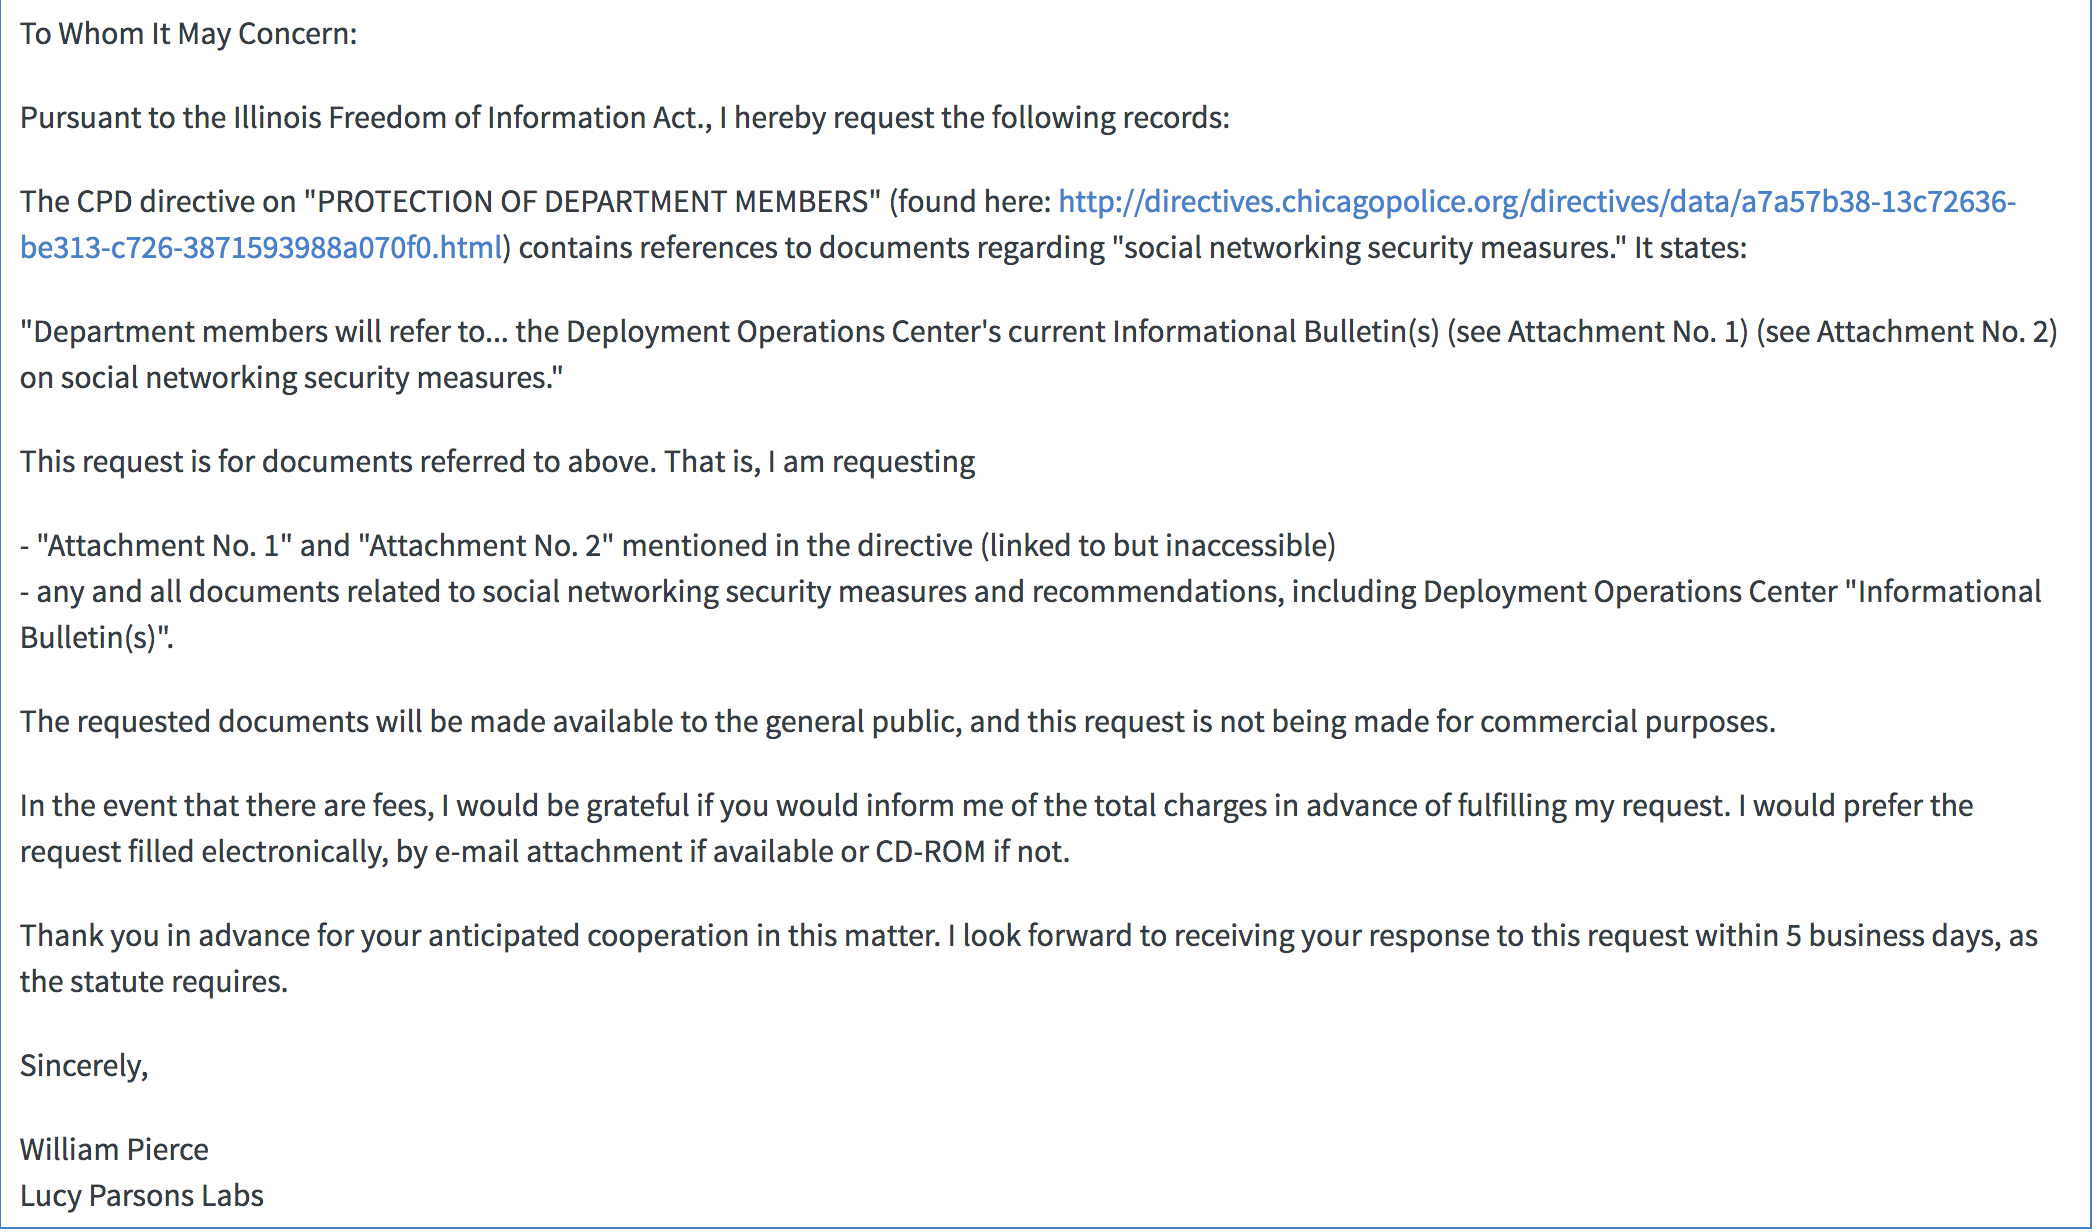 To Whom It May Concern:
Pursuant to the Illinois Freedom of Information Act., I hereby request the following records:
The CPD directive on "PROTECTION OF DEPARTMENT MEMBERS" (found here: http://directives.chicagopolice.org/directives/data/a7a57b38-13c72636-
be313-c726-3871593988a070f0.html) contains references to documents regarding "social networking security measures." It states:
"Department members will refer to... the Deployment Operations Center's current Informational Bulletin(s) (see Attachment No. 1) (see Attachment No. 2)
on social networking security measures."
This request is for documents referred to above. That is, I am requesting
- "Attachment No. 1" and "Attachment No. 2" mentioned in the directive (linked to but inaccessible)
- any and all documents related to social networking security measures and recommendations, including Deployment Operations Center "Informational
Bulletin(s)".
The requested documents will be made available to the general public, and this request is not being made for commercial purposes.
In the event that there are fees, I would be grateful if you would inform me of the total charges in advance of fulfilling my request. I would prefer the
request filled electronically, by e-mail attachment if available or CD-ROM if not.
Thank you in advance for your anticipated cooperation in this matter. I look forward to receiving your response to this request within 5 business days, as
the statute requires.
Sincerely,
William Pierce
Lucy Parsons Labs